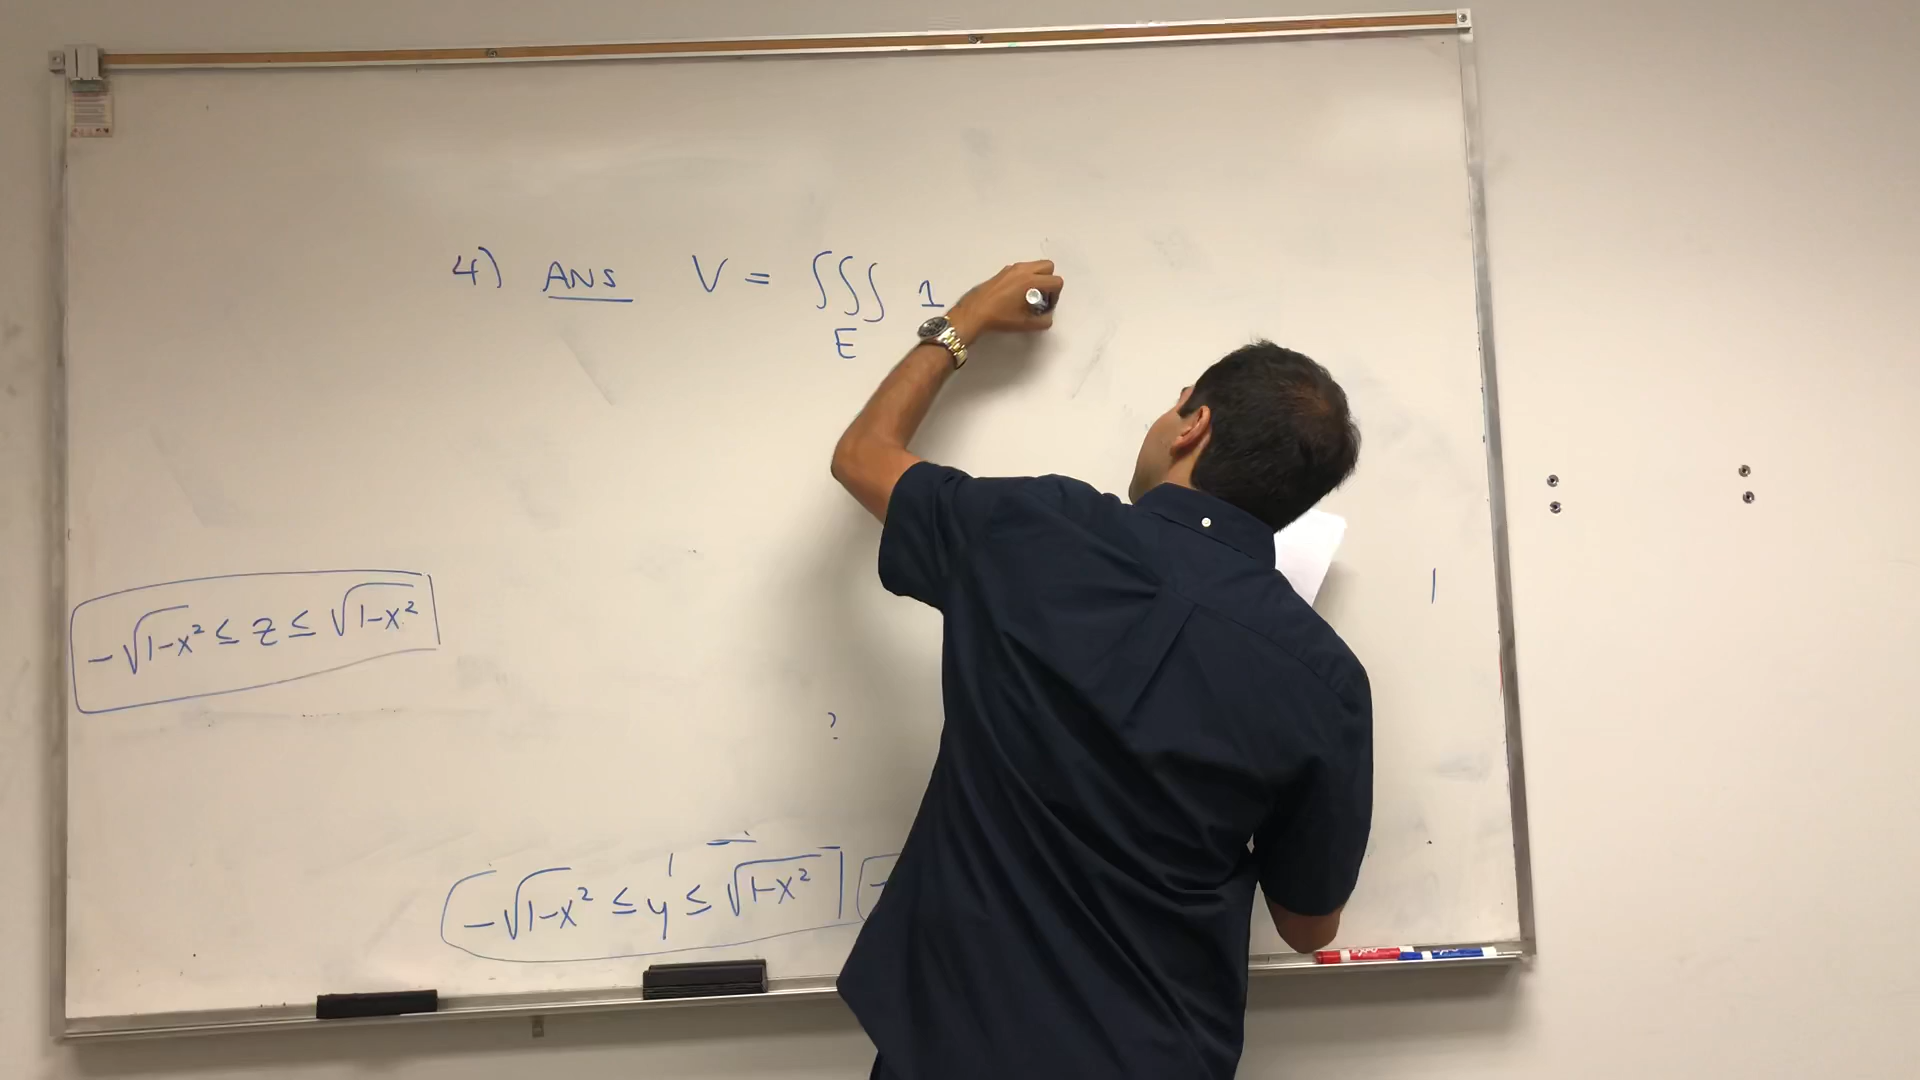 4) ANS V = ∭ 1
E
-√1-x² ≤ z ≤ √1-x²
?
-√1-x² ≤ y ≤ √1-x² -